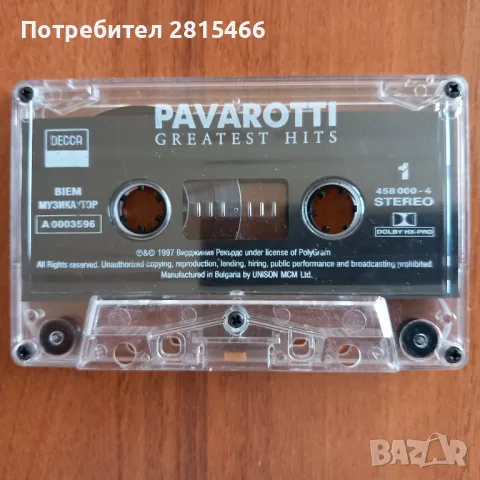 Потребител 2815466
PAVAROTTI
GREATEST HITS
DECCA
1
BIEM
МУЗИКАУТОР
A 0003596
458 000-4
STEREO
DOLBY HX-PRO
℗&© 1997 Вирджиния Рекърдс under license of PolyGram
All Rights reserved. Unauthorized copying, reproduction, lending, hiring, public performance and broadcasting prohibited.
Manufactured in Bulgaria by UNISON MCM Ltd.
BAZAR
bg